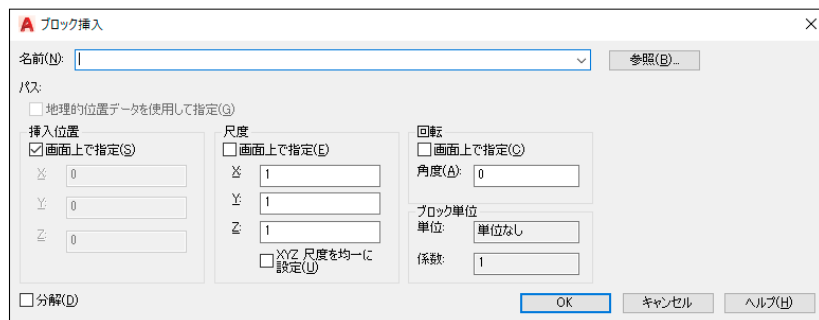 ブロック挿入
名前(N): 参照(B)...
パス:
地理的位置データを使用して指定(G)
挿入位置 尺度 回転
画面上で指定(S) 画面上で指定(E) 画面上で指定(C)
X: 0 X: 1 角度(A): 0
Y: 0 Y: 1 ブロック単位
単位: 単位なし
Z: 0 Z: 1
XYZ 尺度を均一に
設定(U)
係数: 1
分解(D) OK キャンセル ヘルプ(H)